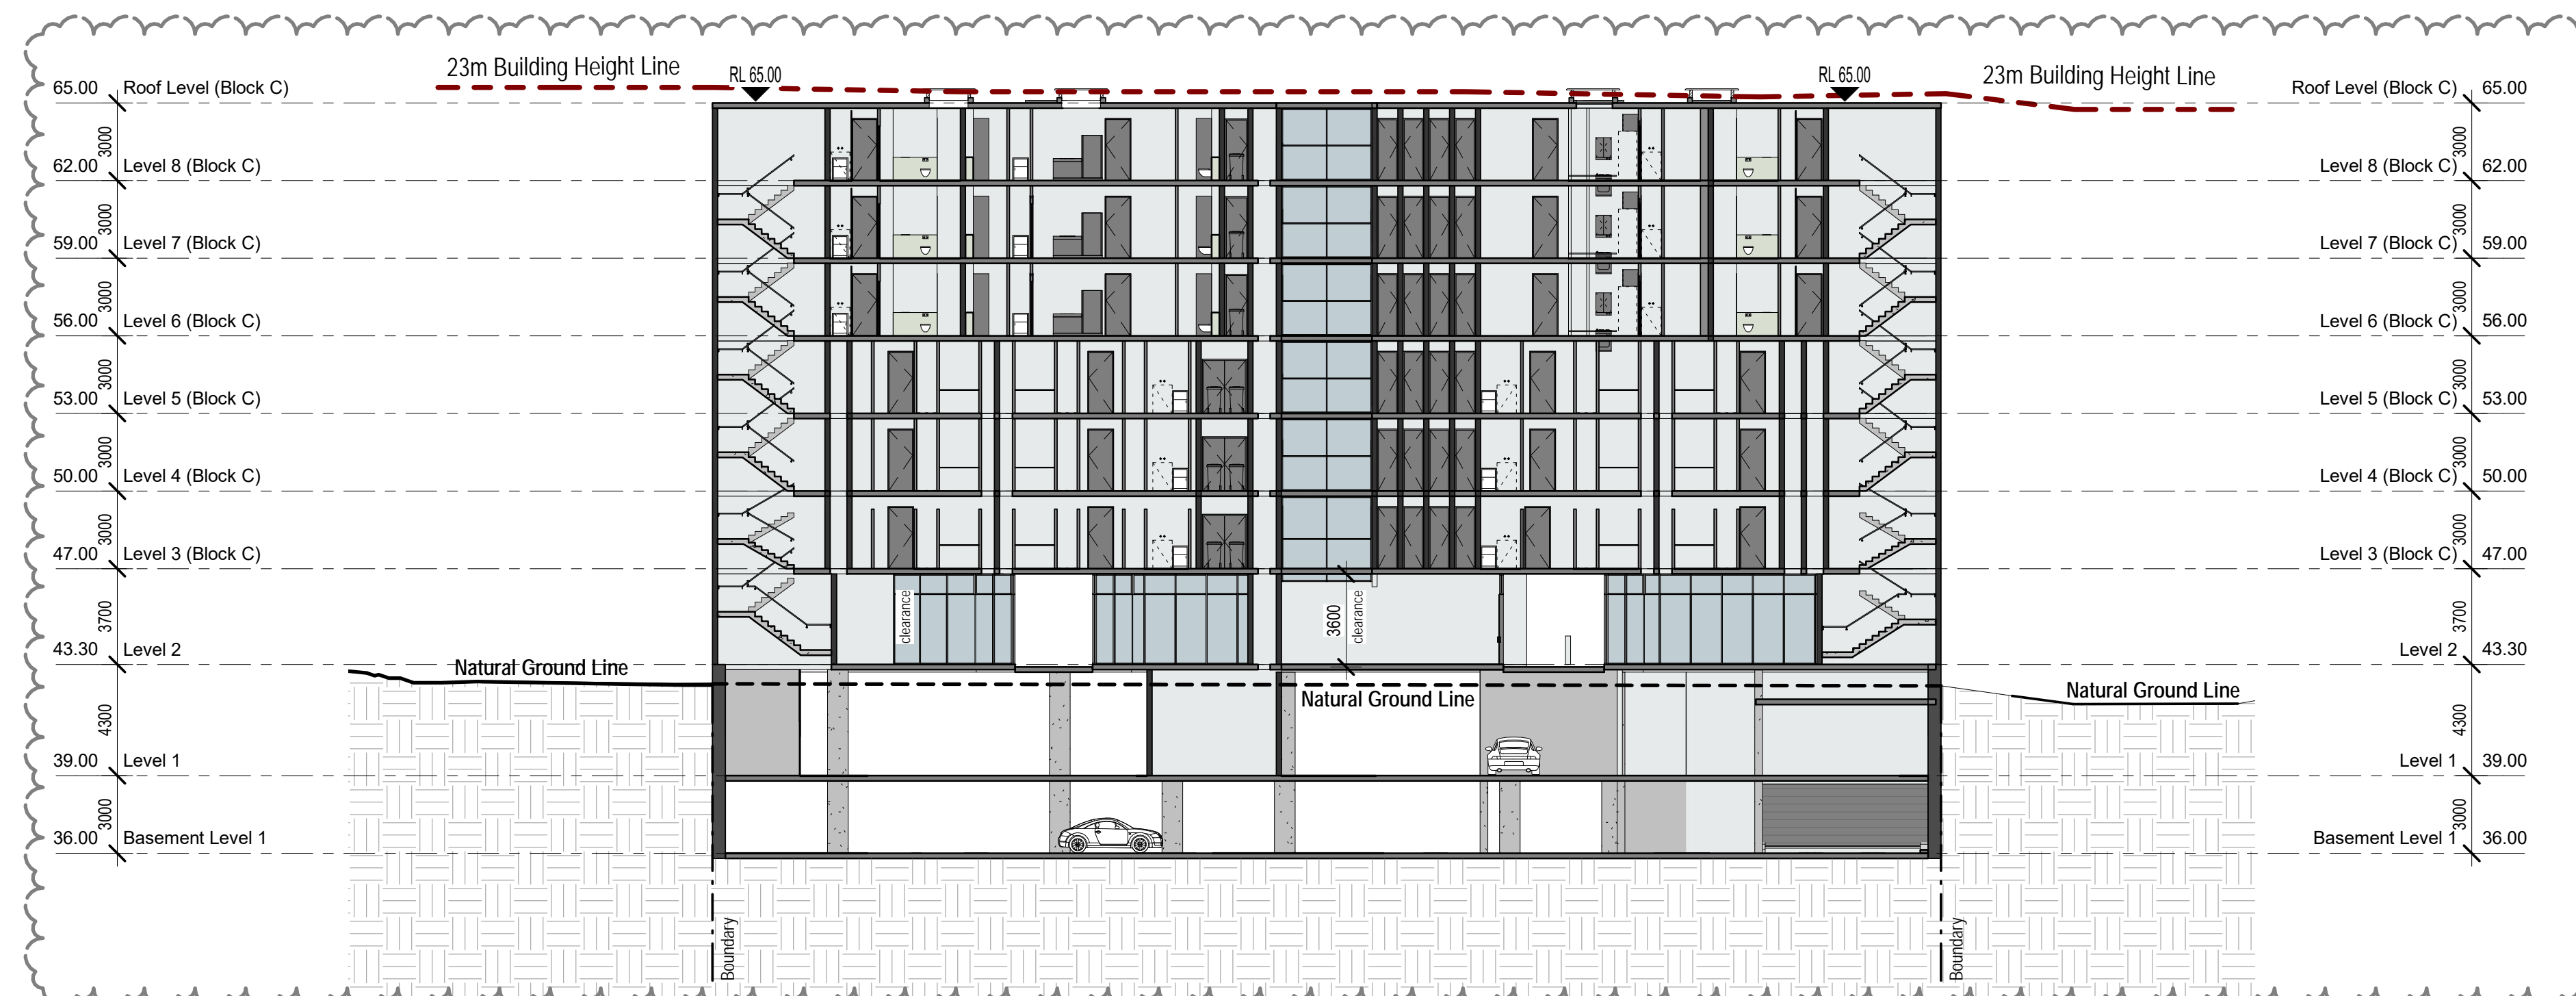 23m Building Height Line
RL 65.00
RL 65.00
23m Building Height Line
65.00 Roof Level (Block C)
Roof Level (Block C) 65.00
3000
3000
62.00 Level 8 (Block C)
Level 8 (Block C) 62.00
3000
3000
59.00 Level 7 (Block C)
Level 7 (Block C) 59.00
3000
3000
56.00 Level 6 (Block C)
Level 6 (Block C) 56.00
3000
3000
53.00 Level 5 (Block C)
Level 5 (Block C) 53.00
3000
3000
50.00 Level 4 (Block C)
Level 4 (Block C) 50.00
3000
3000
47.00 Level 3 (Block C)
Level 3 (Block C) 47.00
3700
clearance
3600
clearance
3700
43.30 Level 2
Level 2 43.30
Natural Ground Line
Natural Ground Line
Natural Ground Line
4300
4300
39.00 Level 1
Level 1 39.00
3000
3000
36.00 Basement Level 1
Basement Level 1 36.00
Boundary
Boundary